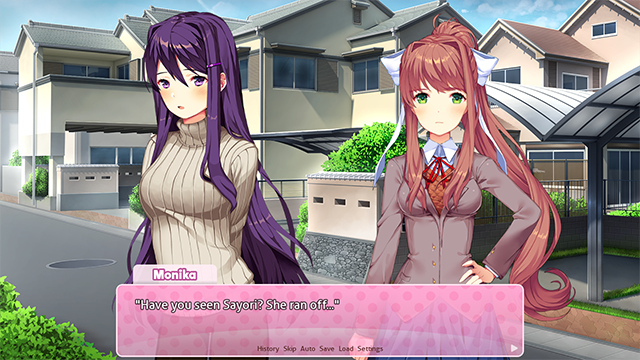 Monika
"Have you seen Sayori? She ran off..."
History Skip Auto Save Load Settings